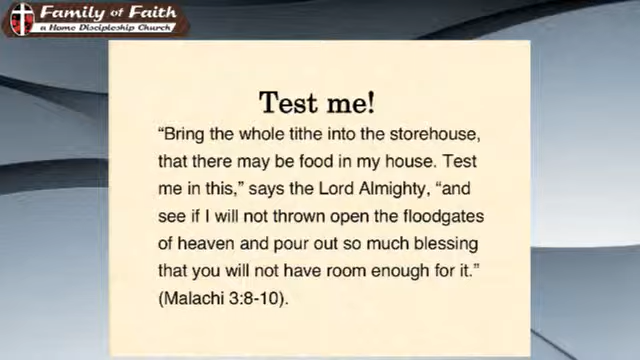 Family of Faith
a Home Discipleship Church
Test me!
“Bring the whole tithe into the storehouse,
that there may be food in my house. Test
me in this,” says the Lord Almighty, “and
see if I will not thrown open the floodgates
of heaven and pour out so much blessing
that you will not have room enough for it.”
(Malachi 3:8-10).